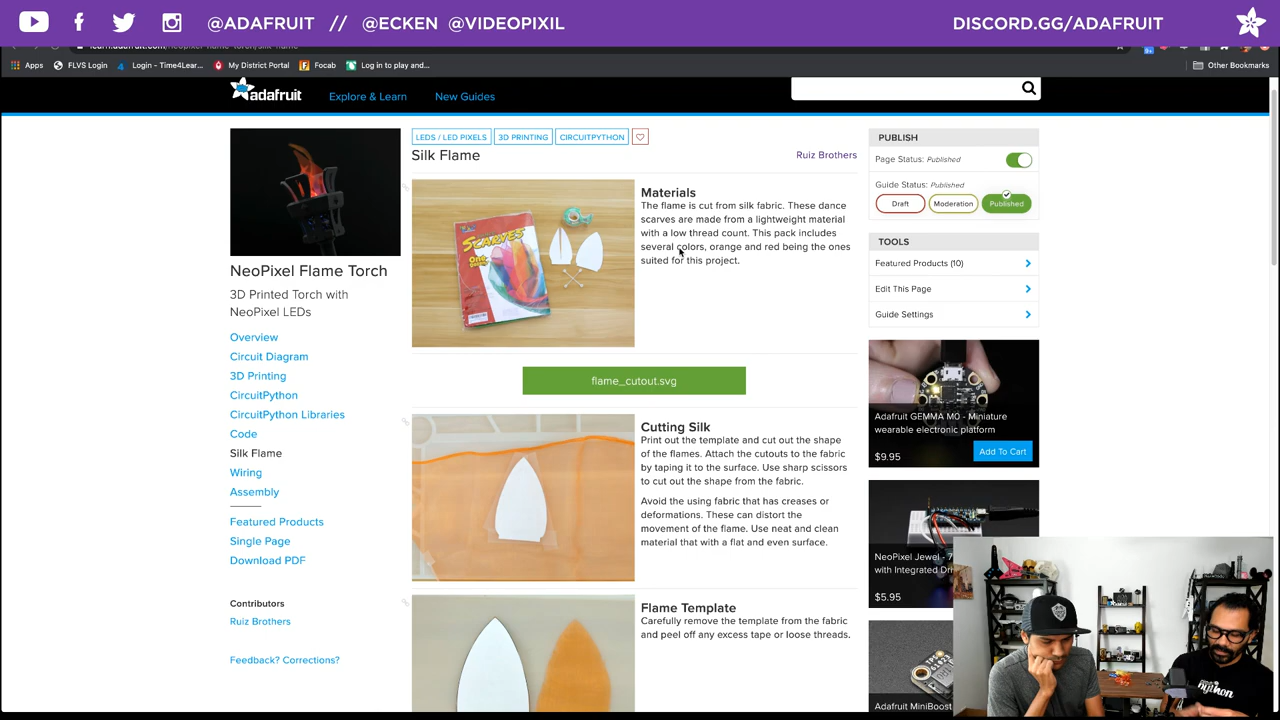 @ADAFRUIT // @ECKEN @VIDEOPIXIL
DISCORD.GG/ADAFRUIT
Apps
FLVS Login
Login - Time4Lear...
My District Portal
Focab
Log in to play and...
Other Bookmarks
adafruit
Explore & Learn
New Guides
LEDS / LED PIXELS
3D PRINTING
CIRCUITPYTHON
Silk Flame
Ruiz Brothers
NeoPixel Flame Torch
3D Printed Torch with
NeoPixel LEDs
Overview
Circuit Diagram
3D Printing
CircuitPython
CircuitPython Libraries
Code
Silk Flame
Wiring
Assembly
Featured Products
Single Page
Download PDF
Contributors
Ruiz Brothers
Feedback? Corrections?
SCARVES
Materials
The flame is cut from silk fabric. These dance
scarves are made from a lightweight material
with a low thread count. This pack includes
several colors, orange and red being the ones
suited for this project.
flame_cutout.svg
Cutting Silk
Print out the template and cut out the shape
of the flames. Attach the cutouts to the fabric
by taping it to the surface. Use sharp scissors
to cut out the shape from the fabric.
Avoid the using fabric that has creases or
deformations. These can distort the
movement of the flame. Use neat and clean
material that with a flat and even surface.
Flame Template
Carefully remove the template from the fabric
and peel off any excess tape or loose threads.
PUBLISH
Page Status: Published
Guide Status: Published
Draft
Moderation
Published
TOOLS
Featured Products (10)
Edit This Page
Guide Settings
Adafruit GEMMA M0 - Miniature
wearable electronic platform
$9.95
Add To Cart
NeoPixel Jewel - 7
with Integrated Dri
$5.95
Adafruit MiniBoost
python